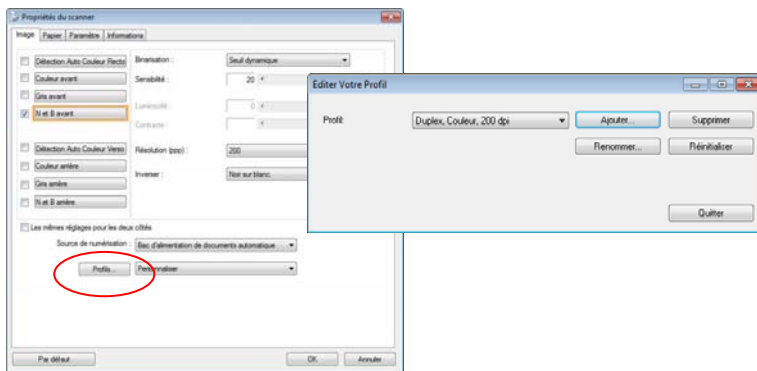 Propriétés du scanner
Image Papier Paramètre Informations
Détection Auto Couleur Recto
Couleur avant
Gris avant
N et B avant
Détection Auto Couleur Verso
Couleur arrière
Gris arrière
N et B arrière
Binarisation : Seuil dynamique
Sensibilité : 20
Luminosité : 0
Contraste :
Résolution (ppp) : 200
Inverser : Noir sur blanc.
Les mêmes réglages pour les deux côtés
Source de numérisation : Bac d'alimentation de documents automatique
Profils... Personnaliser
Par défaut
OK Annuler
Editer Votre Profil
Profil: Duplex, Couleur, 200 dpi
Ajouter... Supprimer
Renommer... Réinitialiser
Quitter